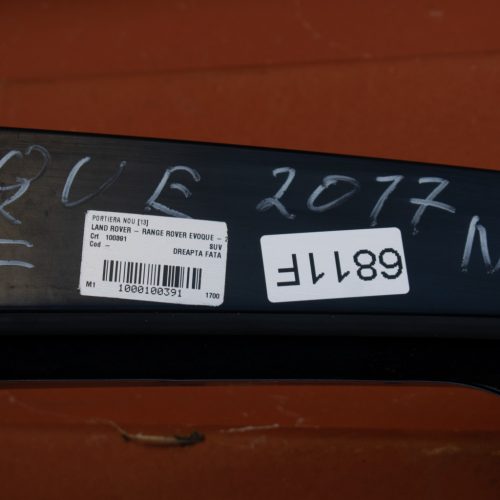 QUE 2017 N
PORTIERA NOU [13]
LAND ROVER - RANGE ROVER EVOQUE - 2
Crt 100391 SUV
Cod - DREAPTA FATA
M1 1000100391 1700
6811F